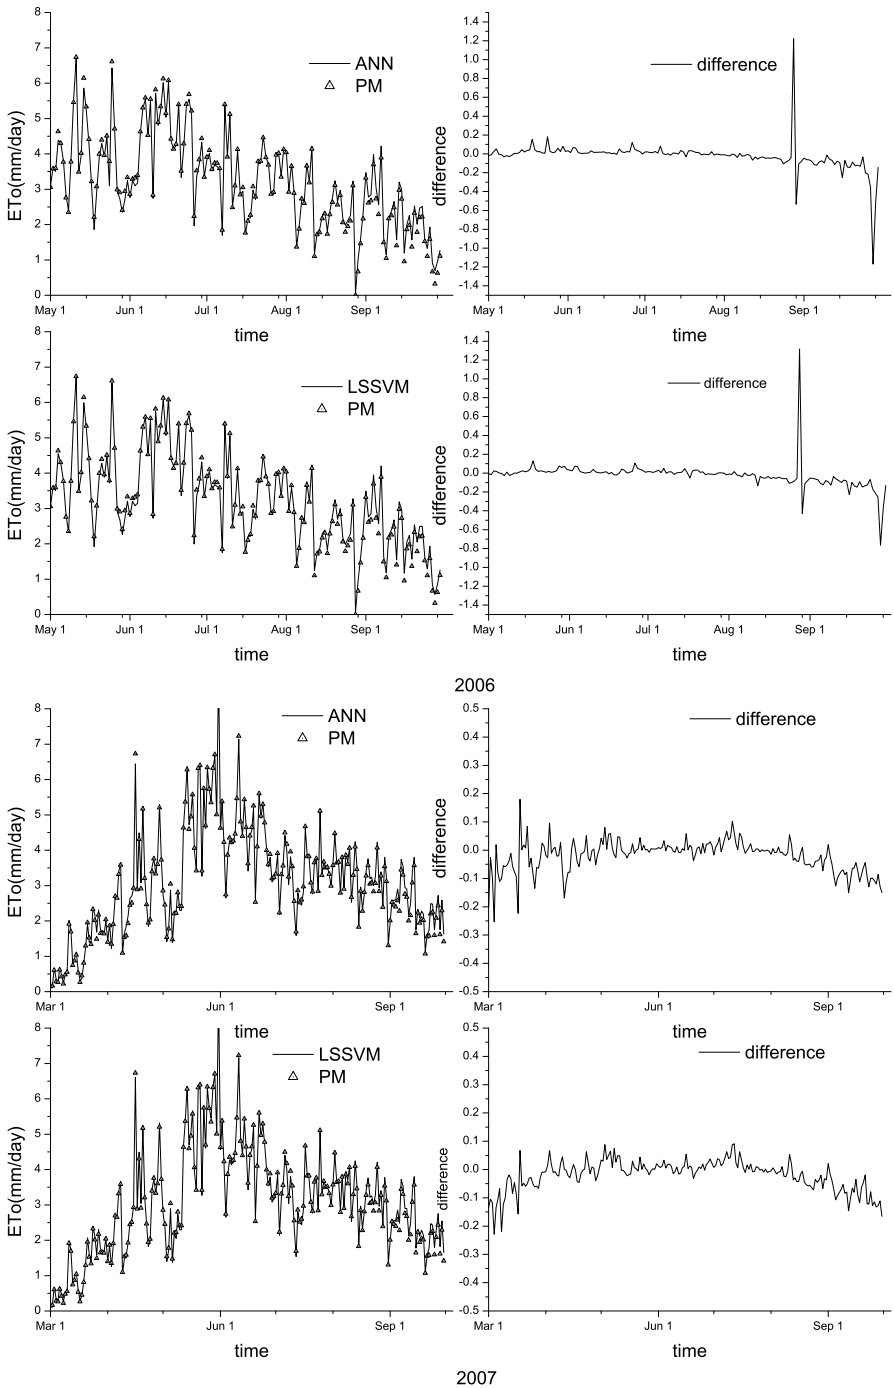 8
7
6
5
4
3
2
1
0
ETo(mm/day)
ANN
PM
May 1 Jun 1 Jul 1 Aug 1 Sep 1
time
1.4
1.2
1.0
0.8
0.6
0.4
0.2
0.0
-0.2
-0.4
-0.6
-0.8
-1.0
-1.2
-1.4
difference
difference
May 1 Jun 1 Jul 1 Aug 1 Sep 1
time
8
7
6
5
4
3
2
1
0
ETo(mm/day)
LSSVM
PM
May 1 Jun 1 Jul 1 Aug 1 Sep 1
time
1.4
1.2
1.0
0.8
0.6
0.4
0.2
0.0
-0.2
-0.4
-0.6
-0.8
-1.0
-1.2
-1.4
difference
difference
May 1 Jun 1 Jul 1 Aug 1 Sep 1
time
2006
8
7
6
5
4
3
2
1
0
ETo(mm/day)
ANN
PM
Mar 1 Jun 1 Sep 1
time
0.5
0.4
0.3
0.2
0.1
0.0
-0.1
-0.2
-0.3
-0.4
-0.5
difference
difference
Mar 1 Jun 1 Sep 1
time
8
7
6
5
4
3
2
1
0
ETo(mm/day)
LSSVM
PM
Mar 1 Jun 1 Sep 1
time
0.5
0.4
0.3
0.2
0.1
0.0
-0.1
-0.2
-0.3
-0.4
-0.5
difference
difference
Mar 1 Jun 1 Sep 1
time
2007